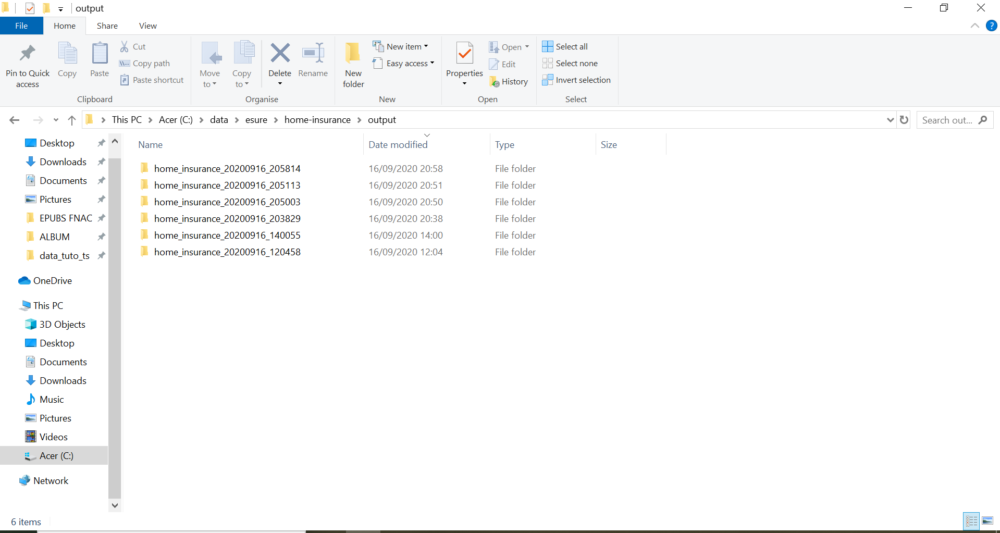 output
File Home Share View
Pin to Quick access
Copy
Paste
Cut
Copy path
Paste shortcut
Clipboard
Move to
Copy to
Delete
Rename
Organise
New folder
New item
Easy access
New
Properties
Open
Edit
History
Open
Select all
Select none
Invert selection
Select
This PC > Acer (C:) > data > esure > home-insurance > output
Search out...
Desktop
Downloads
Documents
Pictures
EPUBS FNAC
ALBUM
data_tuto_ts
OneDrive
This PC
3D Objects
Desktop
Documents
Downloads
Music
Pictures
Videos
Acer (C:)
Network
Name Date modified Type Size
home_insurance_20200916_205814 16/09/2020 20:58 File folder
home_insurance_20200916_205113 16/09/2020 20:51 File folder
home_insurance_20200916_205003 16/09/2020 20:50 File folder
home_insurance_20200916_203829 16/09/2020 20:38 File folder
home_insurance_20200916_140055 16/09/2020 14:00 File folder
home_insurance_20200916_120458 16/09/2020 12:04 File folder
6 items